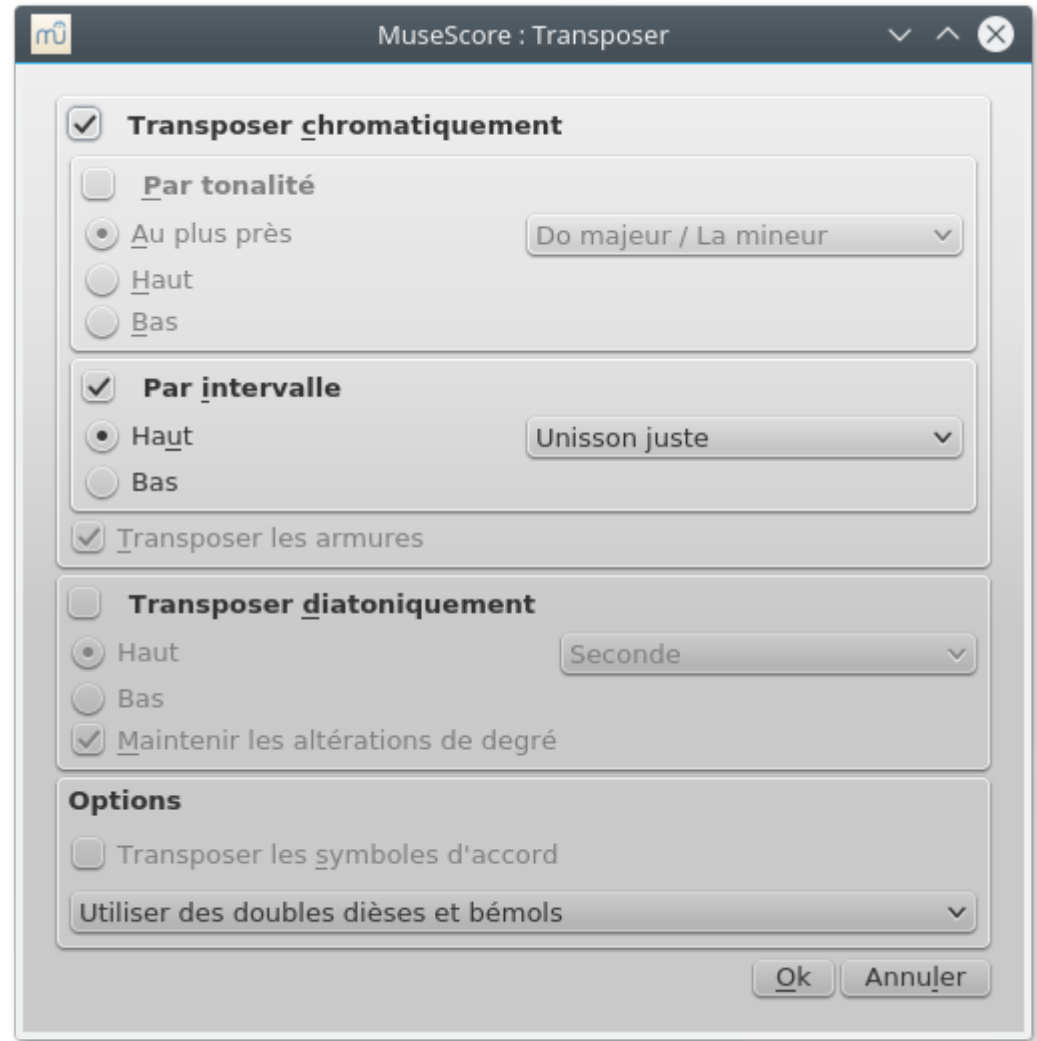 mû
MuseScore : Transposer
Transposer chromatiquement
Par tonalité
Au plus près
Do majeur / La mineur
Haut
Bas
Par intervalle
Haut
Unisson juste
Bas
Transposer les armures
Transposer diatoniquement
Haut
Seconde
Bas
Maintenir les altérations de degré
Options
Transposer les symboles d'accord
Utiliser des doubles dièses et bémols
Ok
Annuler